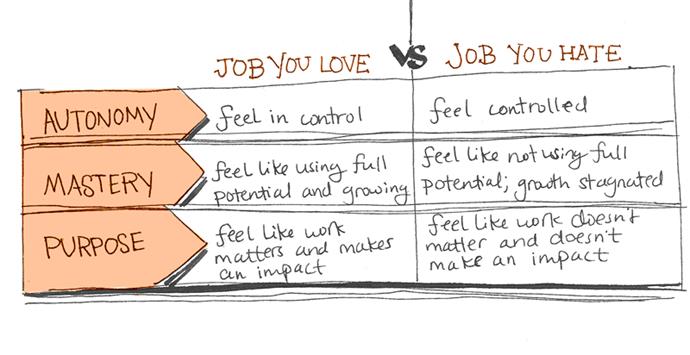 JOB YOU LOVE VS JOB YOU HATE
AUTONOMY
feel in control
feel controlled
MASTERY
feel like using full
potential and growing
feel like not using full
potential; growth stagnated
PURPOSE
feel like work
matters and makes
an impact
feel like work doesn't
matter and doesn't
make an impact